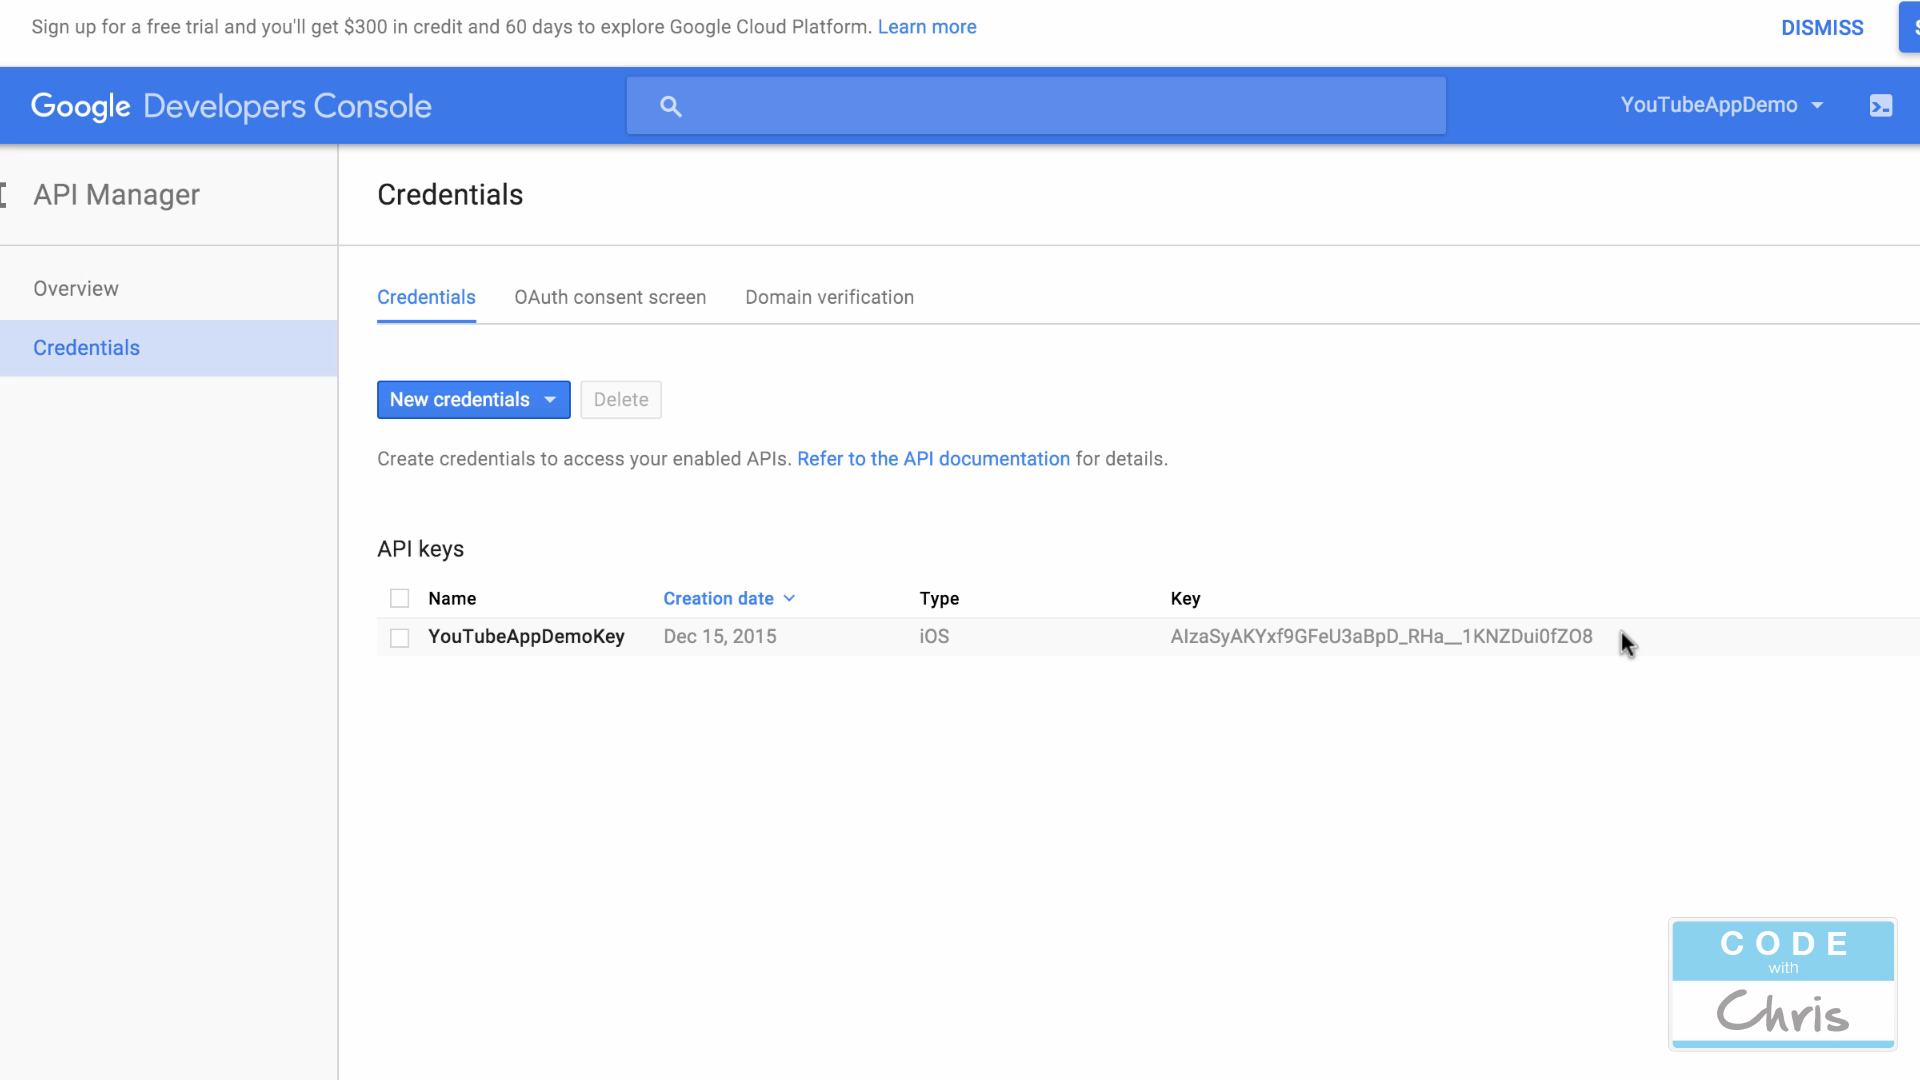 Sign up for a free trial and you'll get $300 in credit and 60 days to explore Google Cloud Platform. Learn more
DISMISS
Google Developers Console
YouTubeAppDemo
API Manager
Credentials
Overview
Credentials
Credentials
OAuth consent screen
Domain verification
New credentials
Delete
Create credentials to access your enabled APIs. Refer to the API documentation for details.
API keys
Name
Creation date
Type
Key
YouTubeAppDemoKey
Dec 15, 2015
iOS
AIzaSyAKYxf9GFeU3aBpD_RHa__1KNZDui0fZO8
CODE
with
Chris